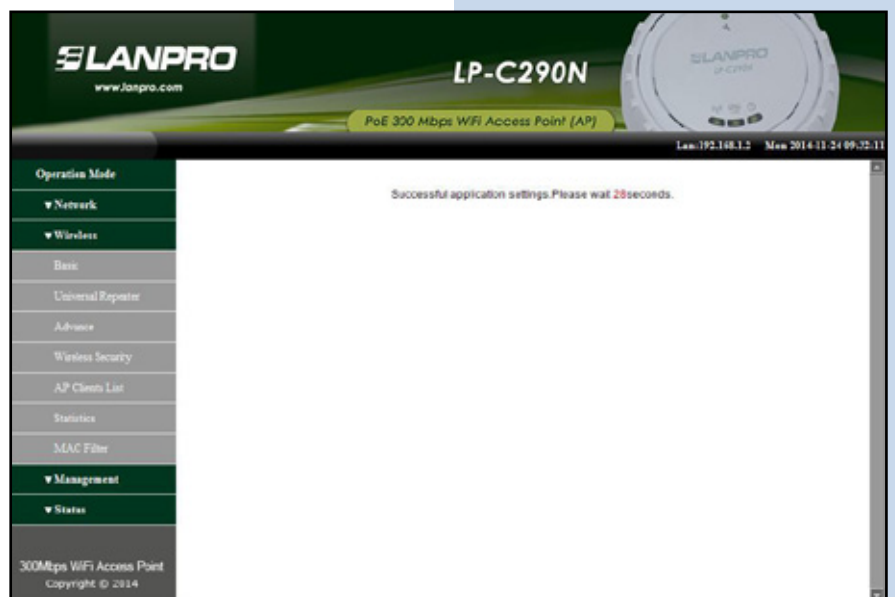 LANPRO
www.lanpro.com
LP-C290N
LANPRO
LP-C290N
PoE 300 Mbps WiFi Access Point (AP)
Lan:192.168.1.2 Mon 2014-11-24 09:32:11
Operation Mode
▼Network
▼Wireless
Basic
Universal Repeater
Advance
Wireless Security
AP Clients List
Statistics
MAC Filter
▼Management
▼Status
Successful application settings.Please wait 28seconds.
300Mbps WiFi Access Point
Copyright © 2014